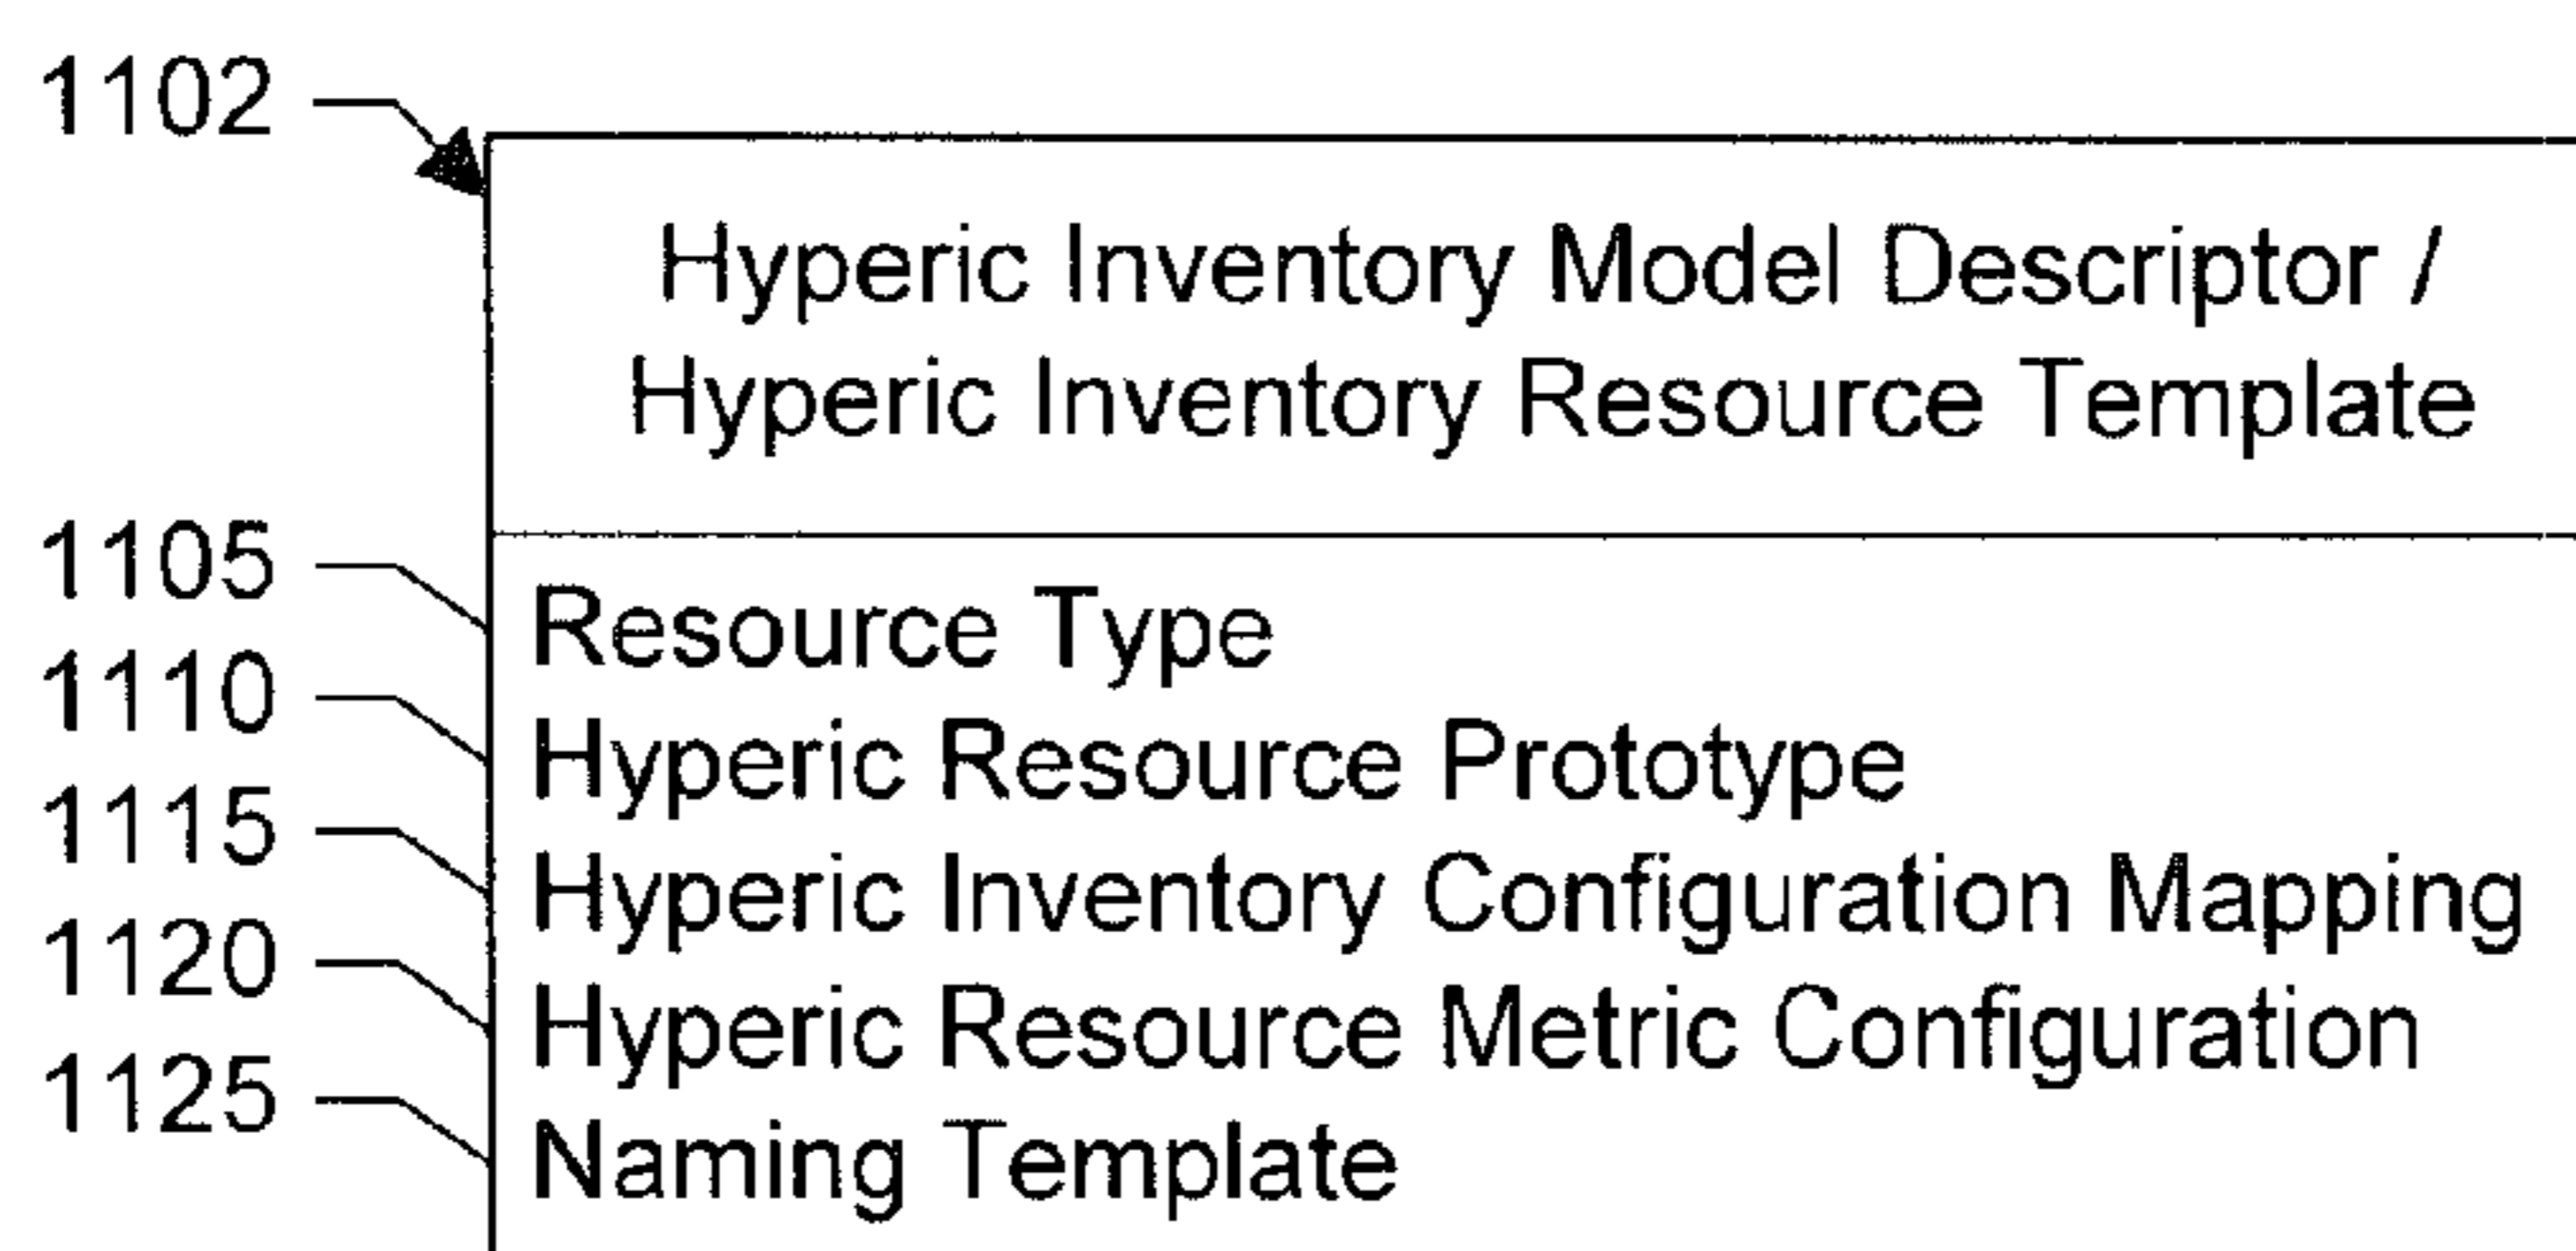 1102
Hyperic Inventory Model Descriptor /
Hyperic Inventory Resource Template
1105 Resource Type
1110 Hyperic Resource Prototype
1115 Hyperic Inventory Configuration Mapping
1120 Hyperic Resource Metric Configuration
1125 Naming Template